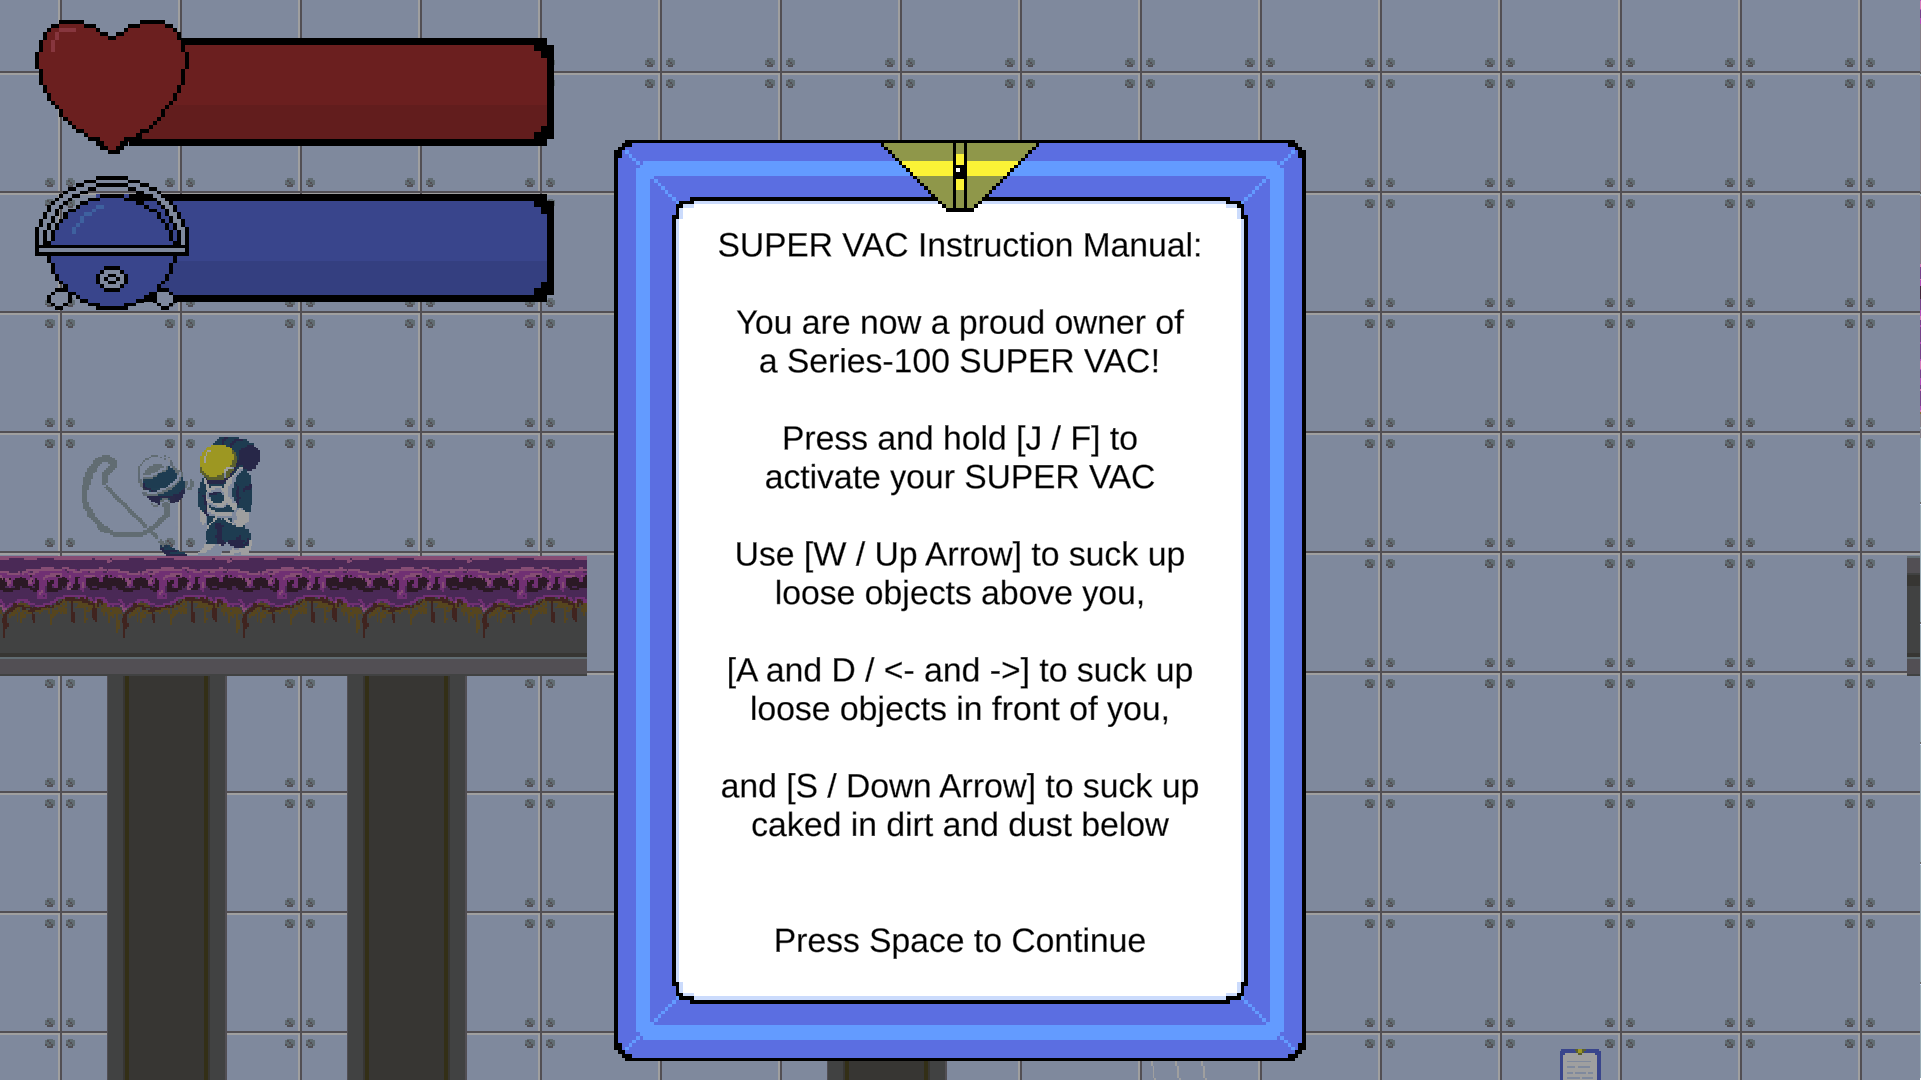 SUPER VAC Instruction Manual:
You are now a proud owner of
a Series-100 SUPER VAC!
Press and hold [J / F] to
activate your SUPER VAC
Use [W / Up Arrow] to suck up
loose objects above you,
[A and D / <- and ->] to suck up
loose objects in front of you,
and [S / Down Arrow] to suck up
caked in dirt and dust below
Press Space to Continue